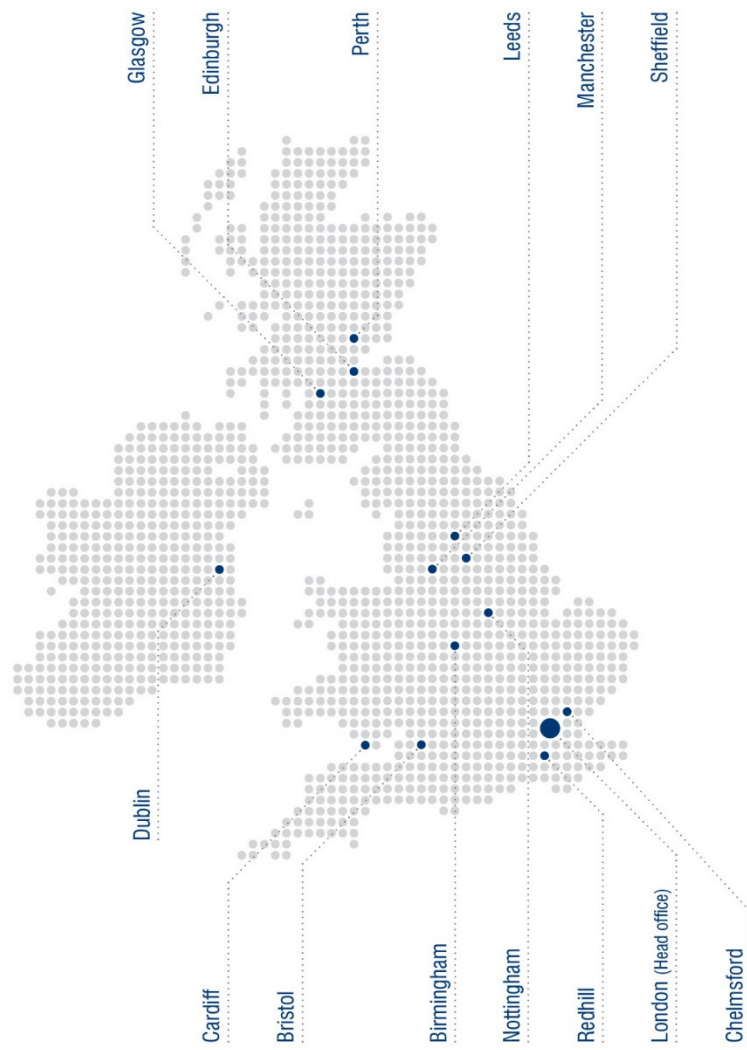 Glasgow
Edinburgh
Perth
Leeds
Manchester
Sheffield
Dublin
Cardiff
Bristol
Birmingham
Nottingham
Redhill
London (Head office)
Chelmsford